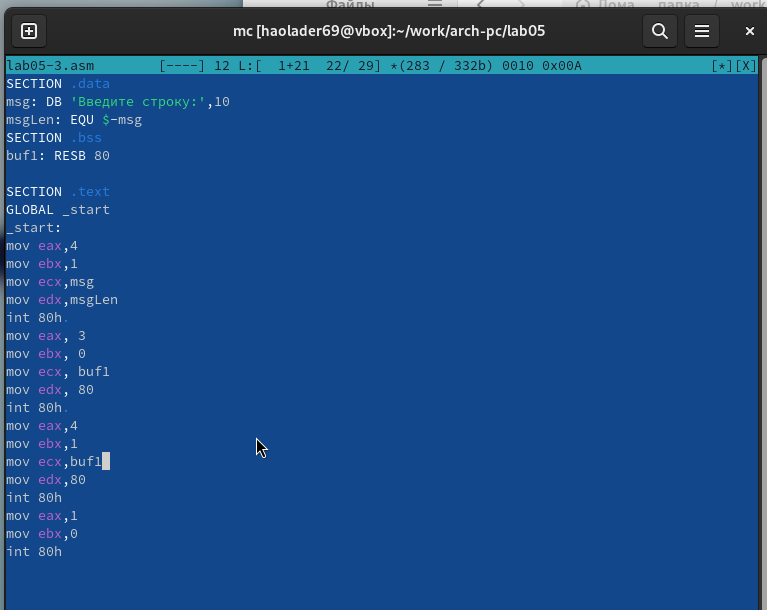 Файлы
Дома
папка / work
mc [haolader69@vbox]:~/work/arch-pc/lab05
lab05-3.asm [----] 12 L:[ 1+21 22/ 29] *(283 / 332b) 0010 0x00A [*][X]
SECTION .data
msg: DB 'Введите строку:',10
msgLen: EQU $-msg
SECTION .bss
buf1: RESB 80
SECTION .text
GLOBAL _start
_start:
mov eax,4
mov ebx,1
mov ecx,msg
mov edx,msgLen
int 80h
mov eax, 3
mov ebx, 0
mov ecx, buf1
mov edx, 80
int 80h
mov eax,4
mov ebx,1
mov ecx,buf1
mov edx,80
int 80h
mov eax,1
mov ebx,0
int 80h